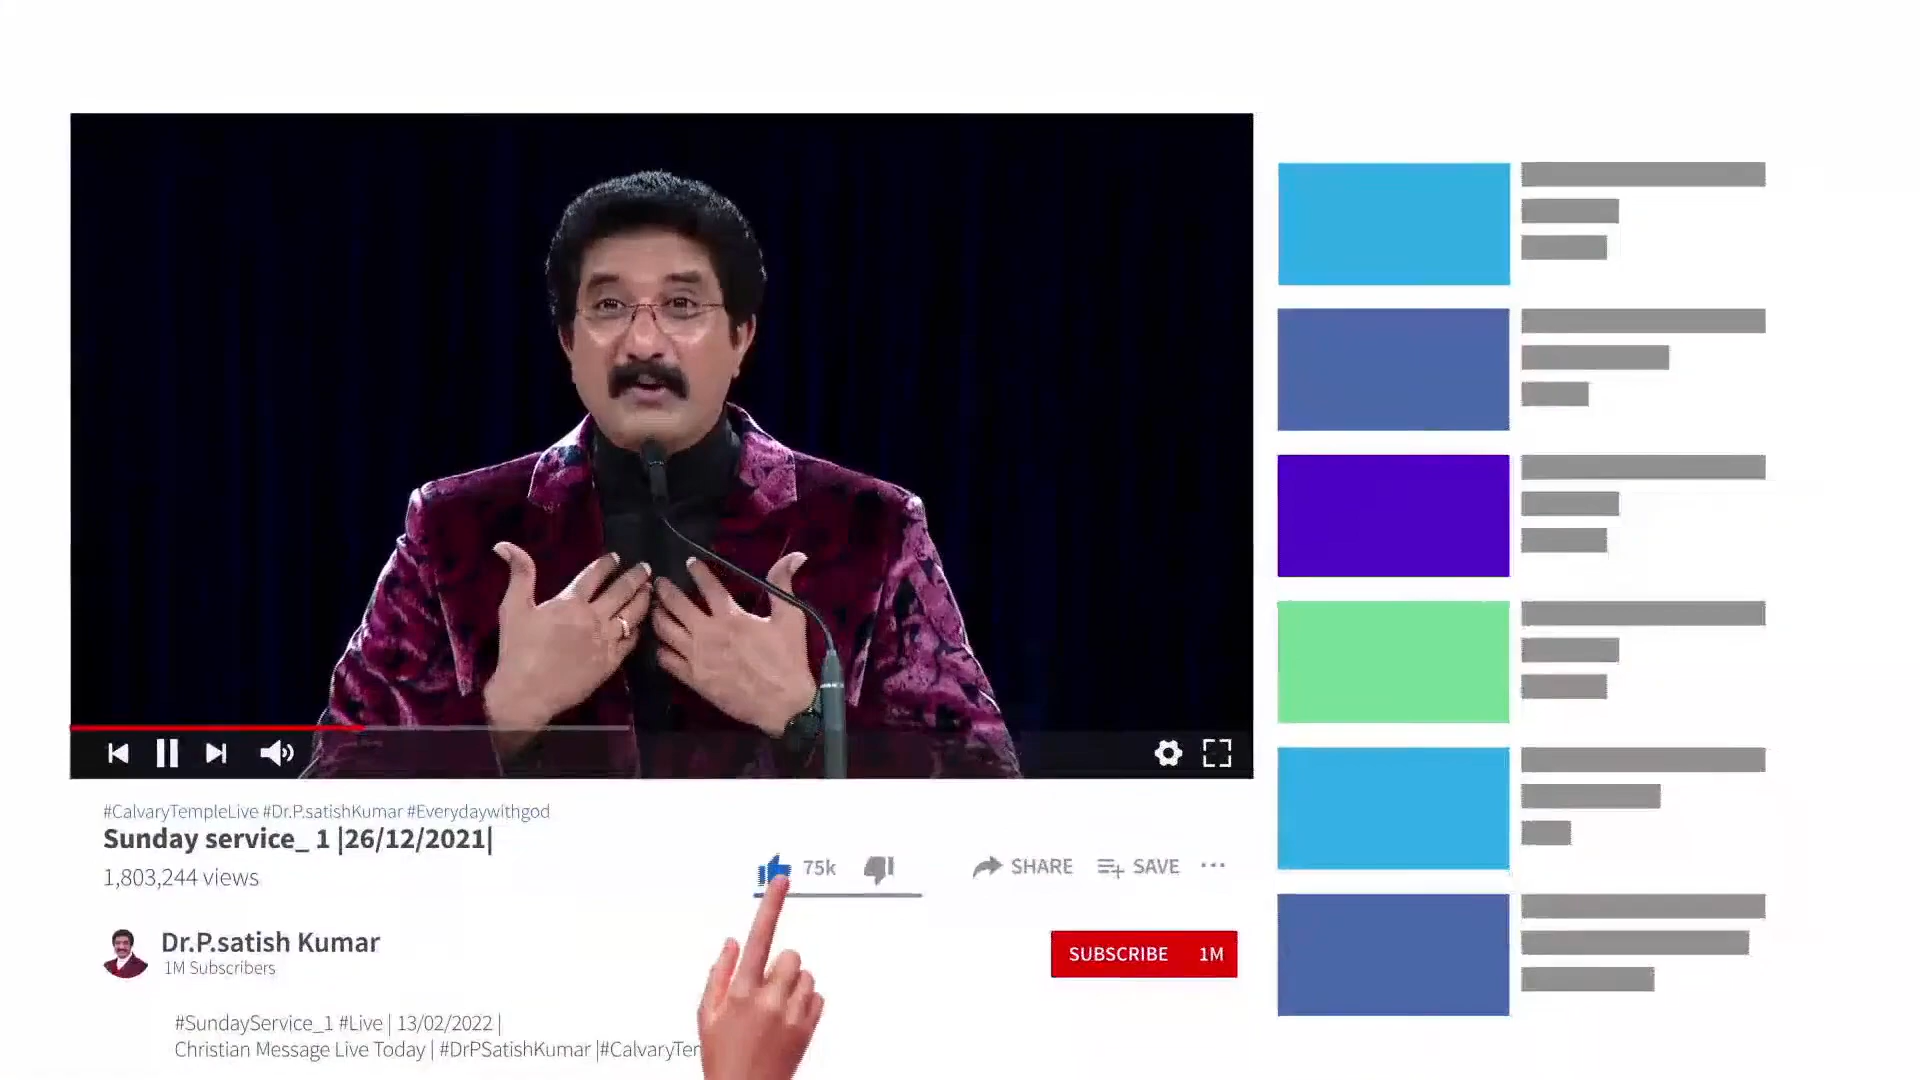 #CalvaryTempleLive #Dr.P.satishKumar #Everydaywithgod
Sunday service_ 1 |26/12/2021|
1,803,244 views
75k
SHARE
SAVE
Dr.P.satish Kumar
1M Subscribers
SUBSCRIBE 1M
#SundayService_1 #Live | 13/02/2022 |
Christian Message Live Today | #DrPSatishKumar |#CalvaryTer